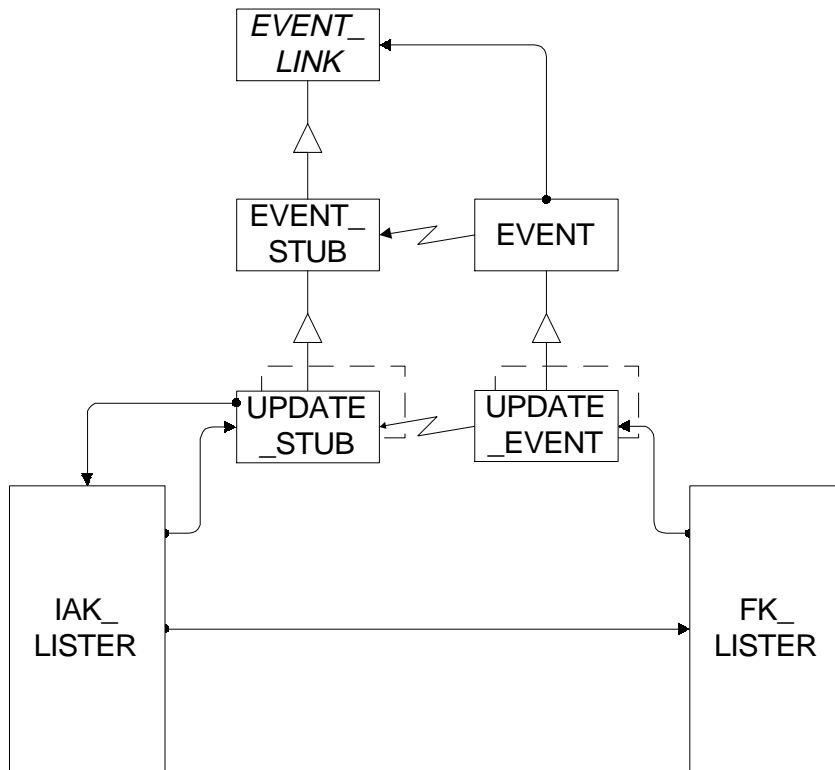 EVENT_
LINK
EVENT_
STUB
EVENT
UPDATE
_STUB
UPDATE
_EVENT
IAK_
LISTER
FK_
LISTER